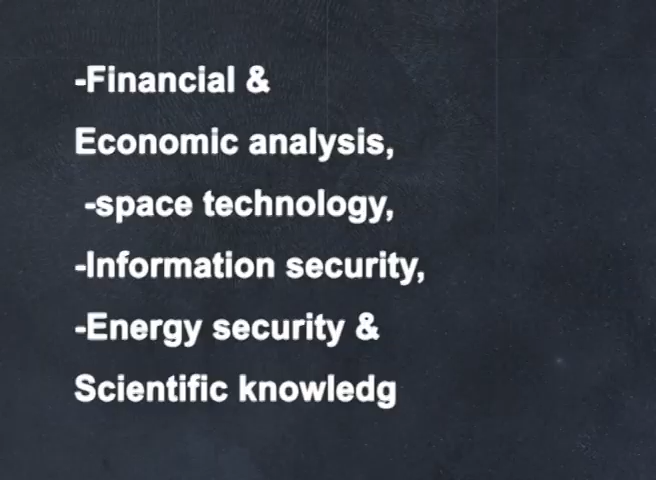 -Financial &
Economic analysis,
-space technology,
-Information security,
-Energy security &
Scientific knowledg